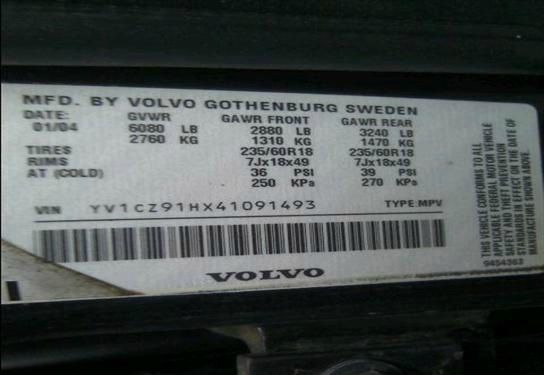 MFD. BY VOLVO GOTHENBURG SWEDEN
DATE: GVWR GAWR FRONT GAWR REAR
01/04 6080 LB 2880 LB 3240 LB
2760 KG 1310 KG 1470 KG
TIRES 235/60R18 235/60R18
RIMS 7Jx18x49 7Jx18x49
AT (COLD) 36 PSI 39 PSI
250 KPa 270 KPa
VIN YV1CZ91HX41091493 TYPE:MPV
VOLVO
THIS VEHICLE CONFORMS TO ALL
APPLICABLE FEDERAL MOTOR VEHICLE
SAFETY AND THEFT PREVENTION
STANDARDS IN EFFECT ON THE DATE OF
MANUFACTURE SHOWN ABOVE.
9454363